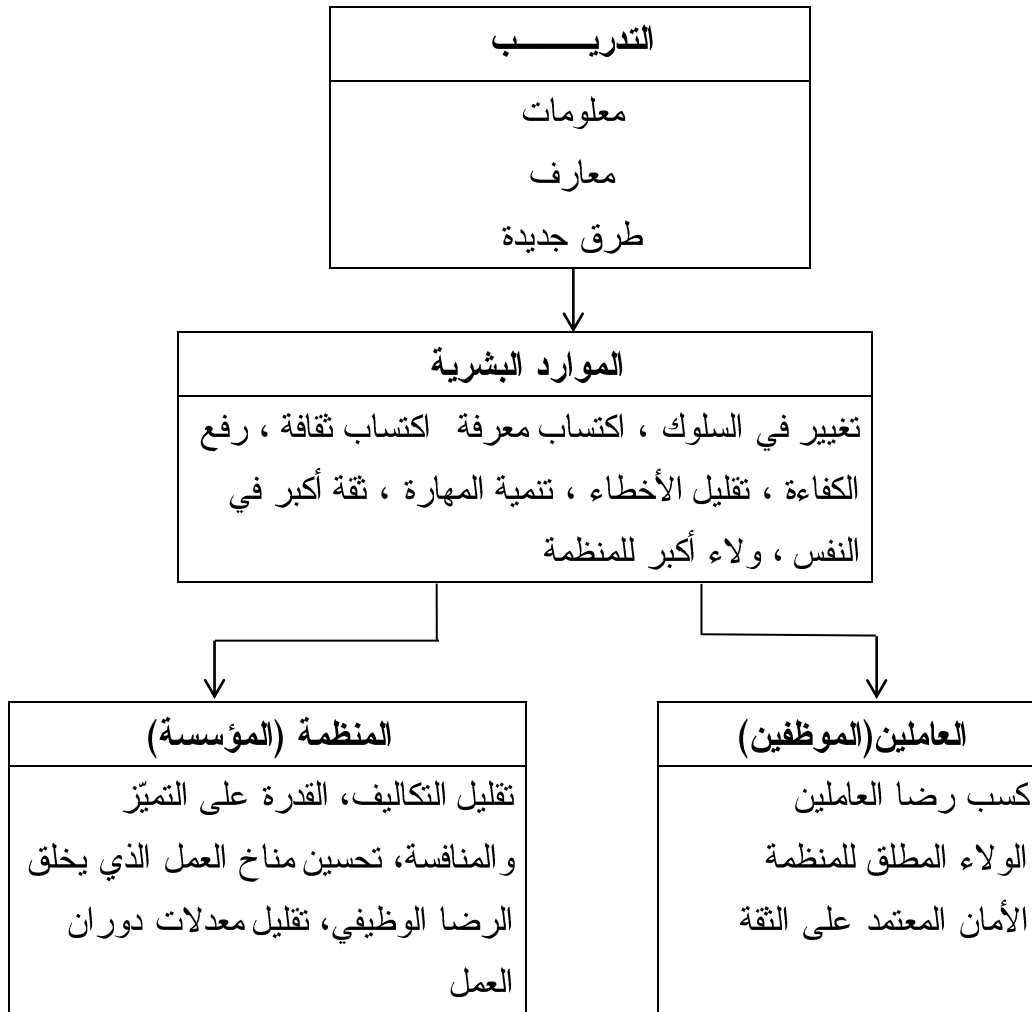 التدريـــــــب
معلومات
معارف
طرق جديدة
الموارد البشرية
تغيير في السلوك ، اكتساب معرفة اكتساب ثقافة ، رفع
الكفاءة ، تقليل الأخطاء ، تنمية المهارة ، ثقة أكبر في
النفس ، ولاء أكبر للمنظمة
العاملين(الموظفين)
كسب رضا العاملين
الولاء المطلق للمنظمة
الأمان المعتمد على الثقة
المنظمة (المؤسسة)
تقليل التكاليف، القدرة على التميّز
والمنافسة، تحسين مناخ العمل الذي يخلق
الرضا الوظيفي، تقليل معدلات دوران
العمل